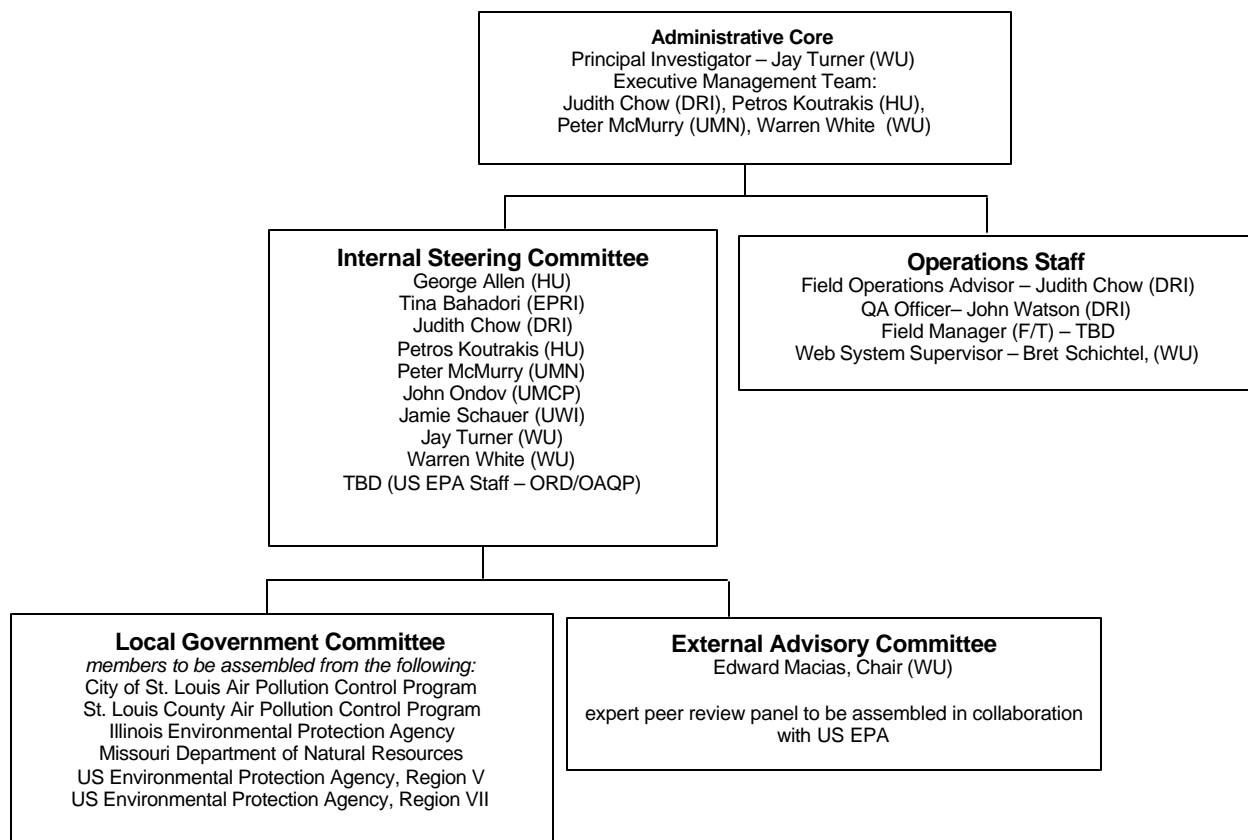 Administrative Core
Principal Investigator – Jay Turner (WU)
Executive Management Team:
Judith Chow (DRI), Petros Koutrakis (HU),
Peter McMurry (UMN), Warren White (WU)
Internal Steering Committee
George Allen (HU)
Tina Bahadori (EPRI)
Judith Chow (DRI)
Petros Koutrakis (HU)
Peter McMurry (UMN)
John Ondov (UMCP)
Jamie Schauer (UWI)
Jay Turner (WU)
Warren White (WU)
TBD (US EPA Staff – ORD/OAQP)
Operations Staff
Field Operations Advisor – Judith Chow (DRI)
QA Officer– John Watson (DRI)
Field Manager (F/T) – TBD
Web System Supervisor – Bret Schichtel, (WU)
Local Government Committee
members to be assembled from the following:
City of St. Louis Air Pollution Control Program
St. Louis County Air Pollution Control Program
Illinois Environmental Protection Agency
Missouri Department of Natural Resources
US Environmental Protection Agency, Region V
US Environmental Protection Agency, Region VII
External Advisory Committee
Edward Macias, Chair (WU)
expert peer review panel to be assembled in collaboration
with US EPA